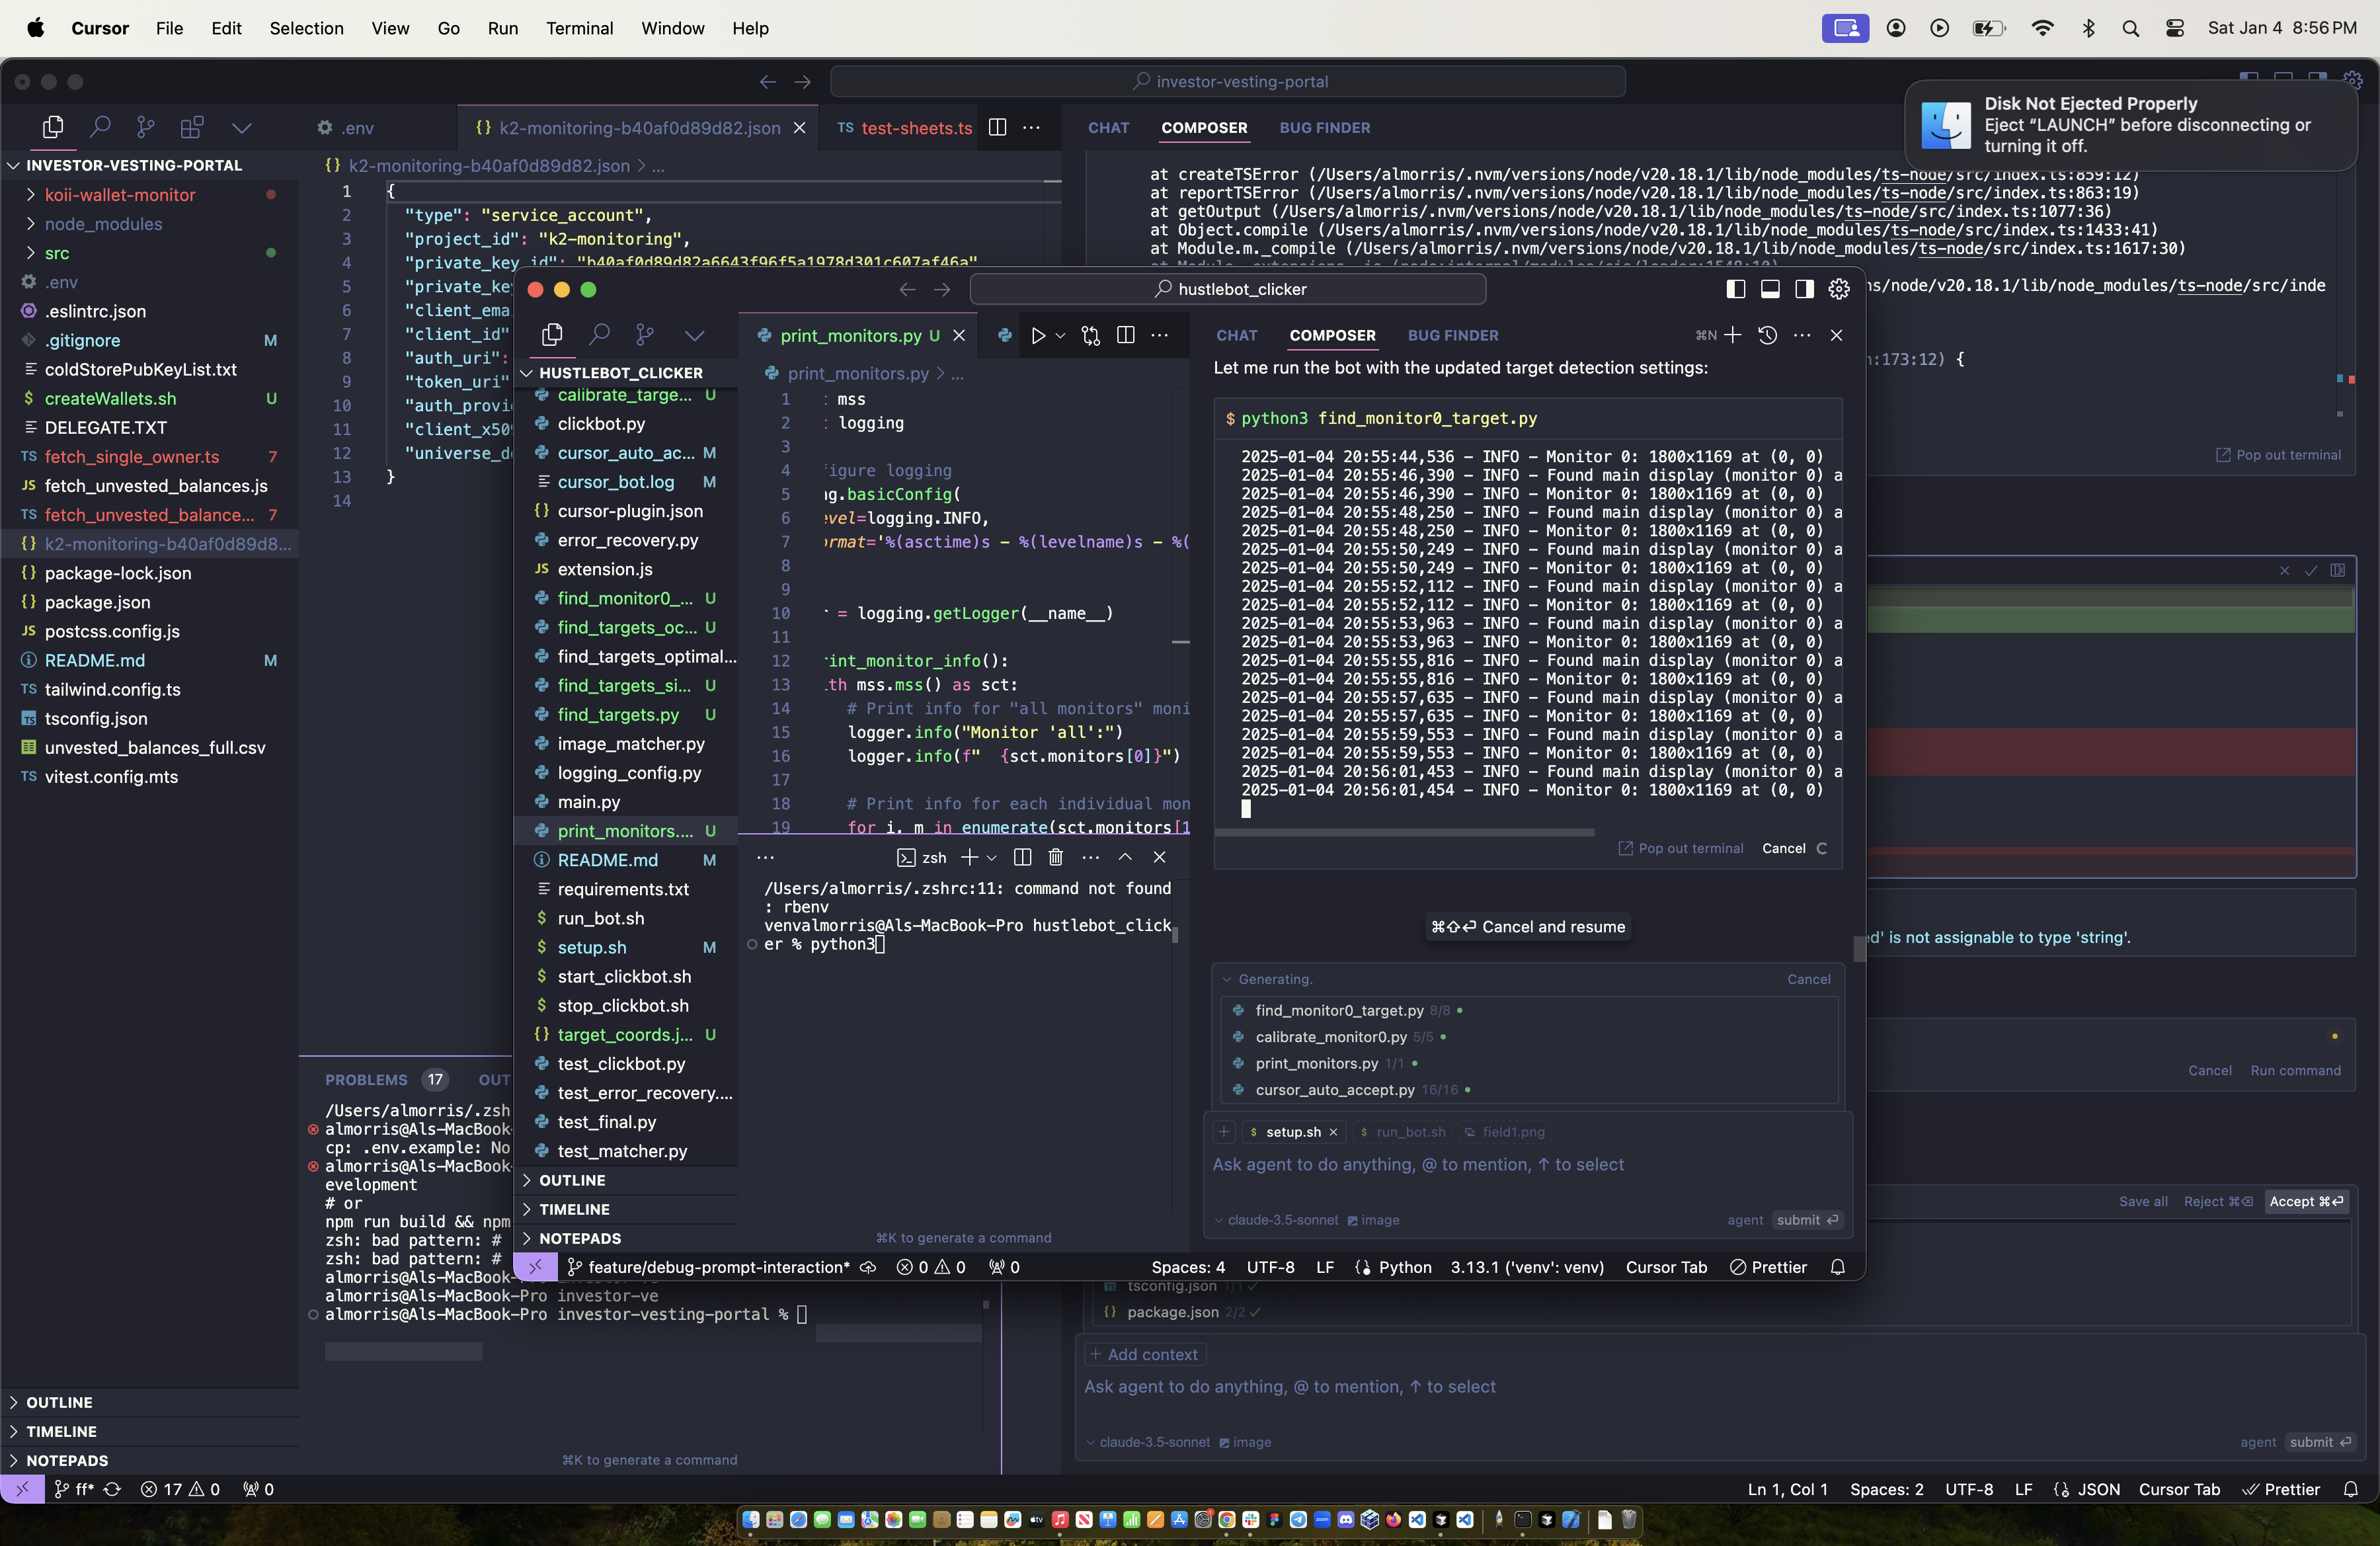 Cursor File Edit Selection View Go Run Terminal Window Help
Sat Jan 4 8:56 PM
investor-vesting-portal
Disk Not Ejected Properly
Eject “LAUNCH” before disconnecting or
turning it off.
.env
{} k2-monitoring-b40af0d89d82.json
TS test-sheets.ts
CHAT COMPOSER BUG FINDER
INVESTOR-VESTING-PORTAL
koii-wallet-monitor
node_modules
src
.env
.eslintrc.json
.gitignore M
coldStorePubKeyList.txt
$ createWallets.sh U
DELEGATE.TXT
TS fetch_single_owner.ts 7
JS fetch_unvested_balances.js
TS fetch_unvested_balance... 7
{} k2-monitoring-b40af0d89d8...
{} package-lock.json
{} package.json
JS postcss.config.js
README.md M
TS tailwind.config.ts
TS tsconfig.json
unvested_balances_full.csv
TS vitest.config.mts
OUTLINE
TIMELINE
NOTEPADS
{} k2-monitoring-b40af0d89d82.json > ...
1 {
2 "type": "service_account",
3 "project_id": "k2-monitoring",
4 "private_key_id": "b40af0d89d82a6643f96f5a1978d301c607af46a"
5 "private_key
6 "client_emai
7 "client_id"
8 "auth_uri":
9 "token_uri"
10 "auth_provi
11 "client_x509
12 "universe_do
13 }
14
at createTSError (/Users/almorris/.nvm/versions/node/v20.18.1/lib/node_modules/ts-node/src/index.ts:859:12)
at reportTSError (/Users/almorris/.nvm/versions/node/v20.18.1/lib/node_modules/ts-node/src/index.ts:863:19)
at getOutput (/Users/almorris/.nvm/versions/node/v20.18.1/lib/node_modules/ts-node/src/index.ts:1077:36)
at Object.compile (/Users/almorris/.nvm/versions/node/v20.18.1/lib/node_modules/ts-node/src/index.ts:1433:41)
at Module.m._compile (/Users/almorris/.nvm/versions/node/v20.18.1/lib/node_modules/ts-node/src/index.ts:1617:30)
ns/node/v20.18.1/lib/node_modules/ts-node/src/inde
n:173:12) {
Pop out terminal
ed' is not assignable to type 'string'.
Cancel Run command
Save all Reject ⌘⌫ Accept ⌘⏎
hustlebot_clicker
HUSTLEBOT_CLICKER
calibrate_targe... U
clickbot.py
cursor_auto_ac... M
cursor_bot.log M
{} cursor-plugin.json
error_recovery.py
JS extension.js
find_monitor0_... U
find_targets_oc... U
find_targets_optimal...
find_targets_si... U
find_targets.py U
image_matcher.py
logging_config.py
main.py
print_monitors.... U
README.md M
requirements.txt
$ run_bot.sh
$ setup.sh M
$ start_clickbot.sh
$ stop_clickbot.sh
{} target_coords.j... U
test_clickbot.py
test_error_recovery....
test_final.py
test_matcher.py
OUTLINE
TIMELINE
NOTEPADS
print_monitors.py U
print_monitors.py > ...
1 : mss
2 : logging
3
4 figure logging
5 ng.basicConfig(
6 evel=logging.INFO,
7 ormat='%(asctime)s - %(levelname)s - %(
8
9
10 r = logging.getLogger(__name__)
11
12 rint_monitor_info():
13 ith mss.mss() as sct:
14 # Print info for "all monitors" moni
15 logger.info("Monitor 'all':")
16 logger.info(f" {sct.monitors[0]}")
17
18 # Print info for each individual mon
19 for i, m in enumerate(sct.monitors[1
zsh
/Users/almorris/.zshrc:11: command not found
: rbenv
venvalmorris@Als-MacBook-Pro hustlebot_click
er % python3
⌘K to generate a command
CHAT COMPOSER BUG FINDER
⌘N
Let me run the bot with the updated target detection settings:
$ python3 find_monitor0_target.py
2025-01-04 20:55:44,536 - INFO - Monitor 0: 1800x1169 at (0, 0)
2025-01-04 20:55:46,390 - INFO - Found main display (monitor 0) a
2025-01-04 20:55:46,390 - INFO - Monitor 0: 1800x1169 at (0, 0)
2025-01-04 20:55:48,250 - INFO - Found main display (monitor 0) a
2025-01-04 20:55:48,250 - INFO - Monitor 0: 1800x1169 at (0, 0)
2025-01-04 20:55:50,249 - INFO - Found main display (monitor 0) a
2025-01-04 20:55:50,249 - INFO - Monitor 0: 1800x1169 at (0, 0)
2025-01-04 20:55:52,112 - INFO - Found main display (monitor 0) a
2025-01-04 20:55:52,112 - INFO - Monitor 0: 1800x1169 at (0, 0)
2025-01-04 20:55:53,963 - INFO - Found main display (monitor 0) a
2025-01-04 20:55:53,963 - INFO - Monitor 0: 1800x1169 at (0, 0)
2025-01-04 20:55:55,816 - INFO - Found main display (monitor 0) a
2025-01-04 20:55:55,816 - INFO - Monitor 0: 1800x1169 at (0, 0)
2025-01-04 20:55:57,635 - INFO - Found main display (monitor 0) a
2025-01-04 20:55:57,635 - INFO - Monitor 0: 1800x1169 at (0, 0)
2025-01-04 20:55:59,553 - INFO - Found main display (monitor 0) a
2025-01-04 20:55:59,553 - INFO - Monitor 0: 1800x1169 at (0, 0)
2025-01-04 20:56:01,453 - INFO - Found main display (monitor 0) a
2025-01-04 20:56:01,454 - INFO - Monitor 0: 1800x1169 at (0, 0)
Pop out terminal Cancel
⌘⇧⏎ Cancel and resume
Generating. Cancel
find_monitor0_target.py 8/8
calibrate_monitor0.py 5/5
print_monitors.py 1/1
cursor_auto_accept.py 16/16
$ setup.sh $ run_bot.sh field1.png
Ask agent to do anything, @ to mention, ↑ to select
claude-3.5-sonnet image agent submit ⏎
feature/debug-prompt-interaction* 0 0 0 Spaces: 4 UTF-8 LF Python 3.13.1 ('venv': venv) Cursor Tab Prettier
PROBLEMS 17 OUT
/Users/almorris/.zsh
almorris@Als-MacBook-
cp: .env.example: No
almorris@Als-MacBook-
evelopment
# or
npm run build && npm
zsh: bad pattern: #
zsh: bad pattern: #
almorris@Als-MacBook-
almorris@Als-MacBook-Pro investor-ve
almorris@Als-MacBook-Pro investor-vesting-portal %
⌘K to generate a command
tsconfig.json 1/1
{} package.json 2/2
+ Add context
Ask agent to do anything, @ to mention, ↑ to select
claude-3.5-sonnet image agent submit ⏎
ff* 17 0 0 Ln 1, Col 1 Spaces: 2 UTF-8 LF JSON Cursor Tab Prettier